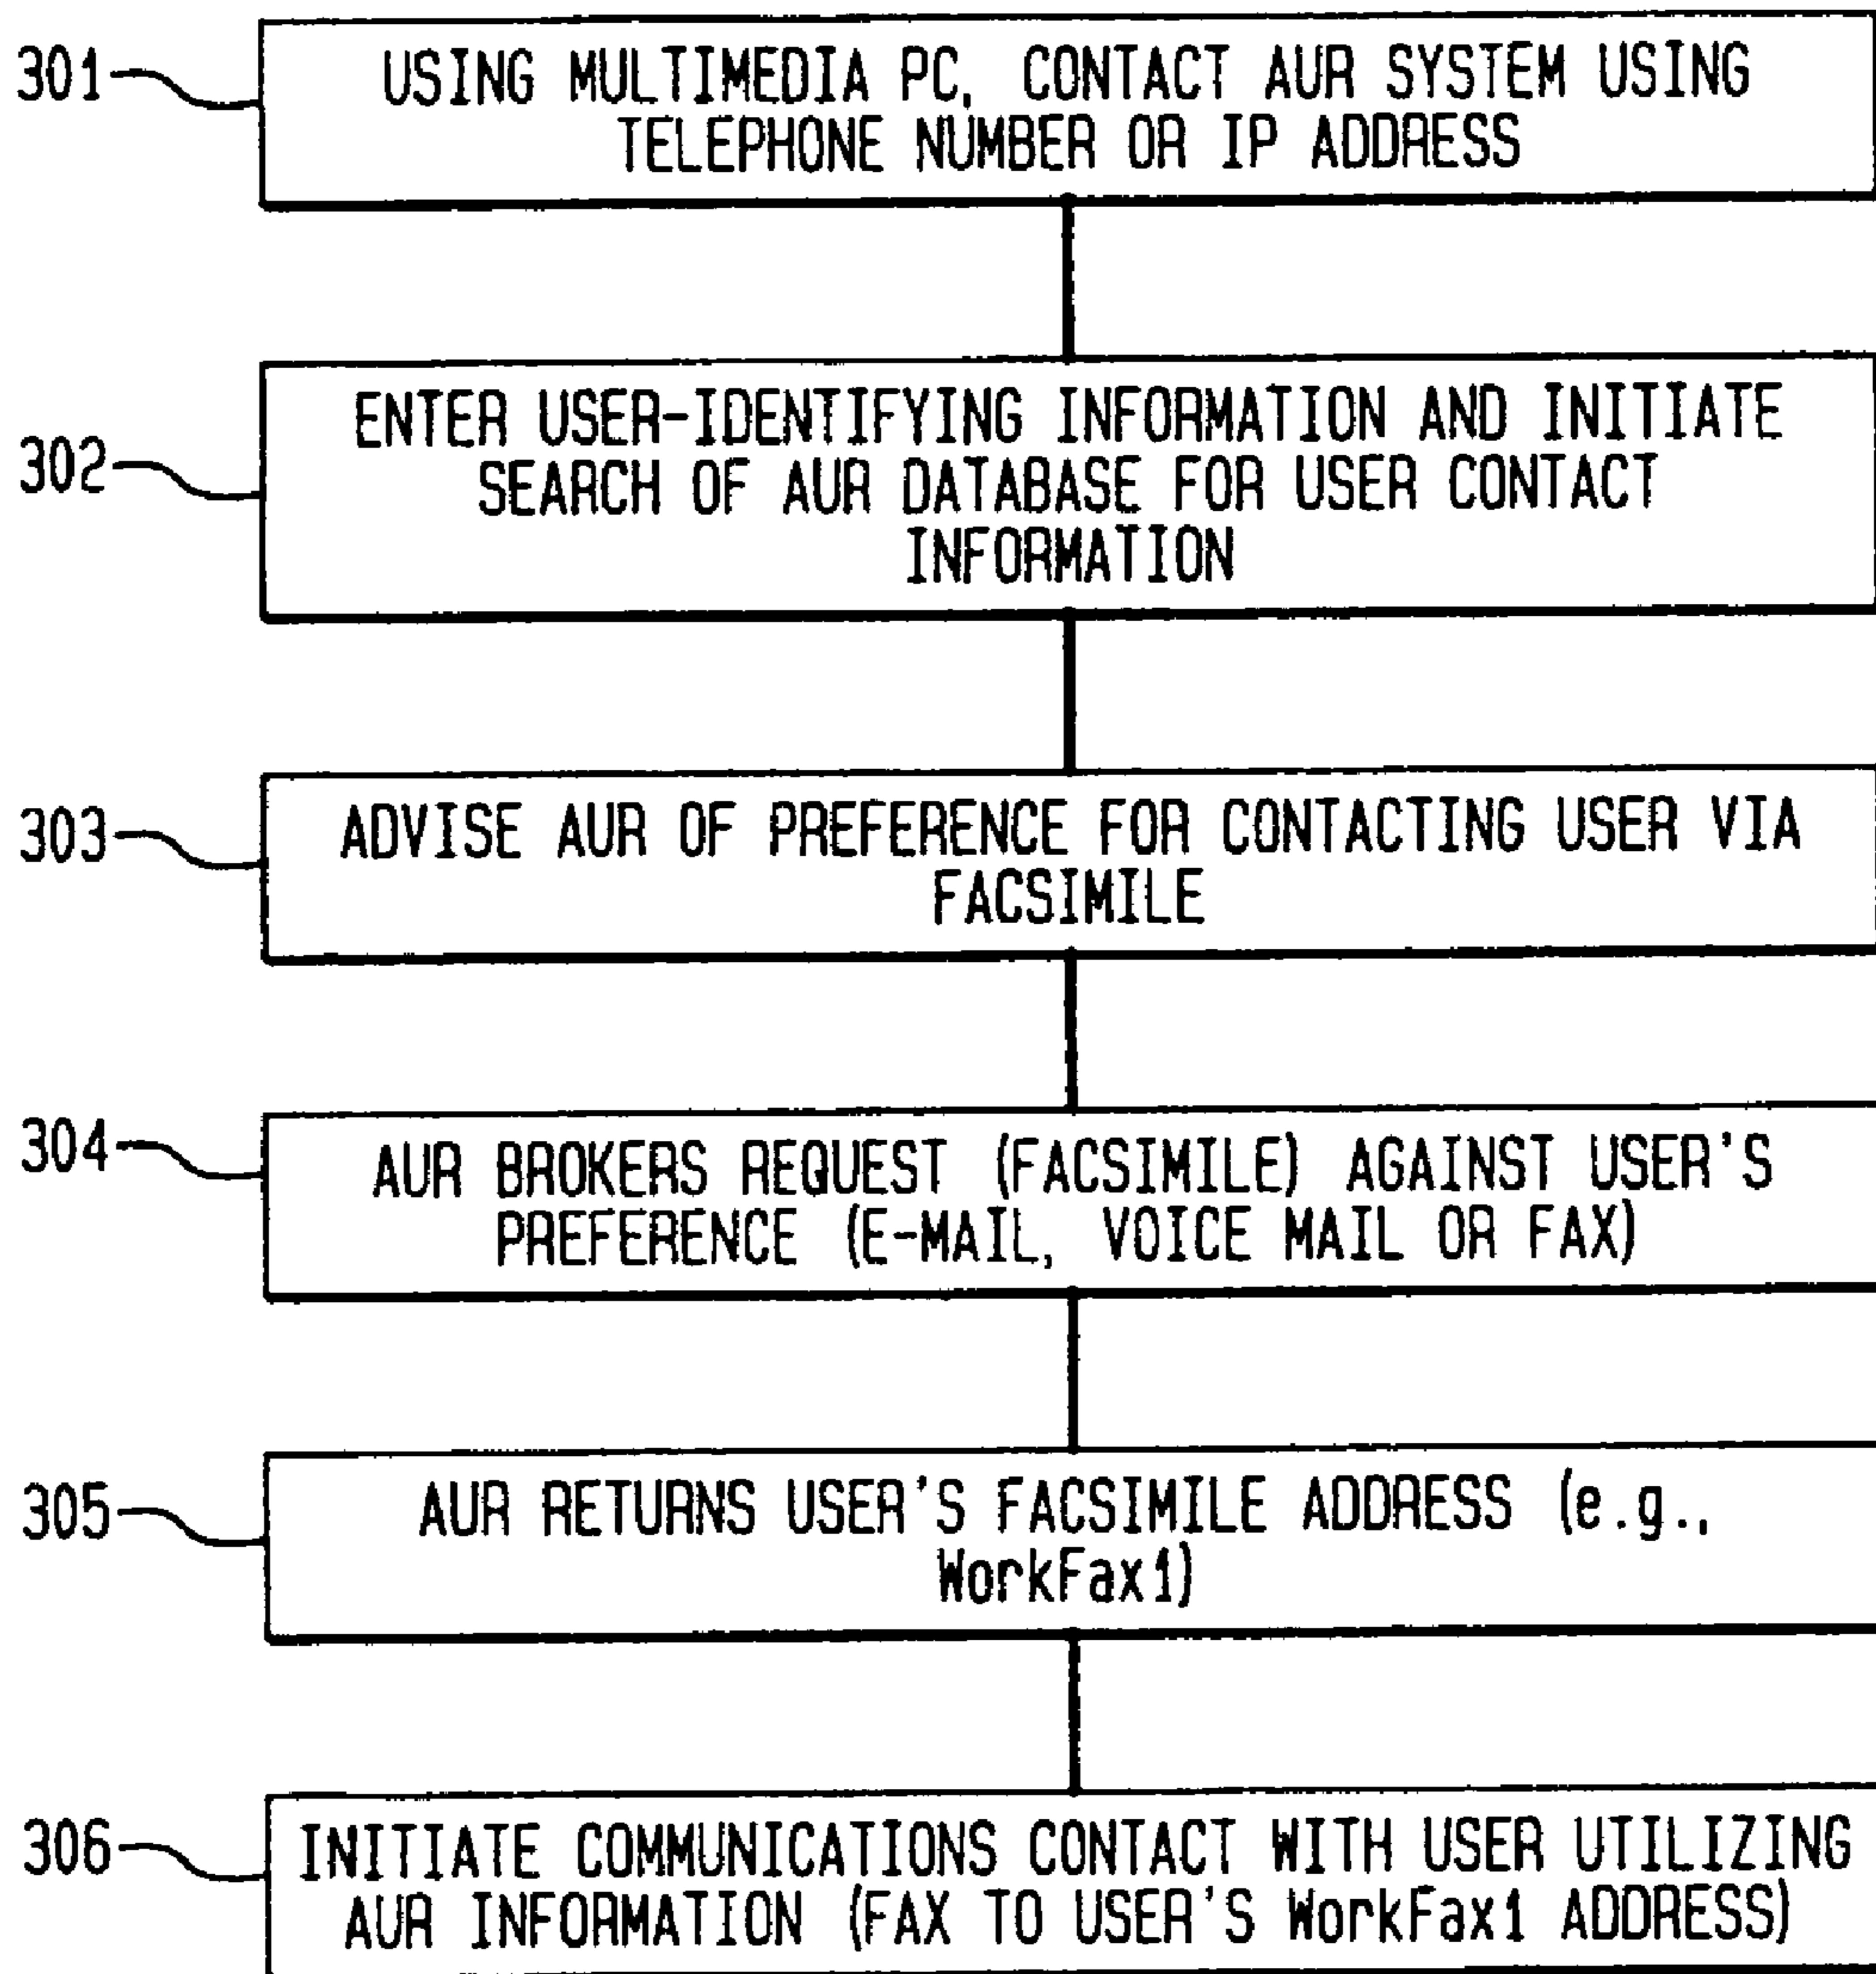 301
USING MULTIMEDIA PC, CONTACT AUR SYSTEM USING
TELEPHONE NUMBER OR IP ADDRESS
302
ENTER USER-IDENTIFYING INFORMATION AND INITIATE
SEARCH OF AUR DATABASE FOR USER CONTACT
INFORMATION
303
ADVISE AUR OF PREFERENCE FOR CONTACTING USER VIA
FACSIMILE
304
AUR BROKERS REQUEST (FACSIMILE) AGAINST USER'S
PREFERENCE (E-MAIL, VOICE MAIL OR FAX)
305
AUR RETURNS USER'S FACSIMILE ADDRESS (e.g.,
WorkFax1)
306
INITIATE COMMUNICATIONS CONTACT WITH USER UTILIZING
AUR INFORMATION (FAX TO USER'S WorkFax1 ADDRESS)